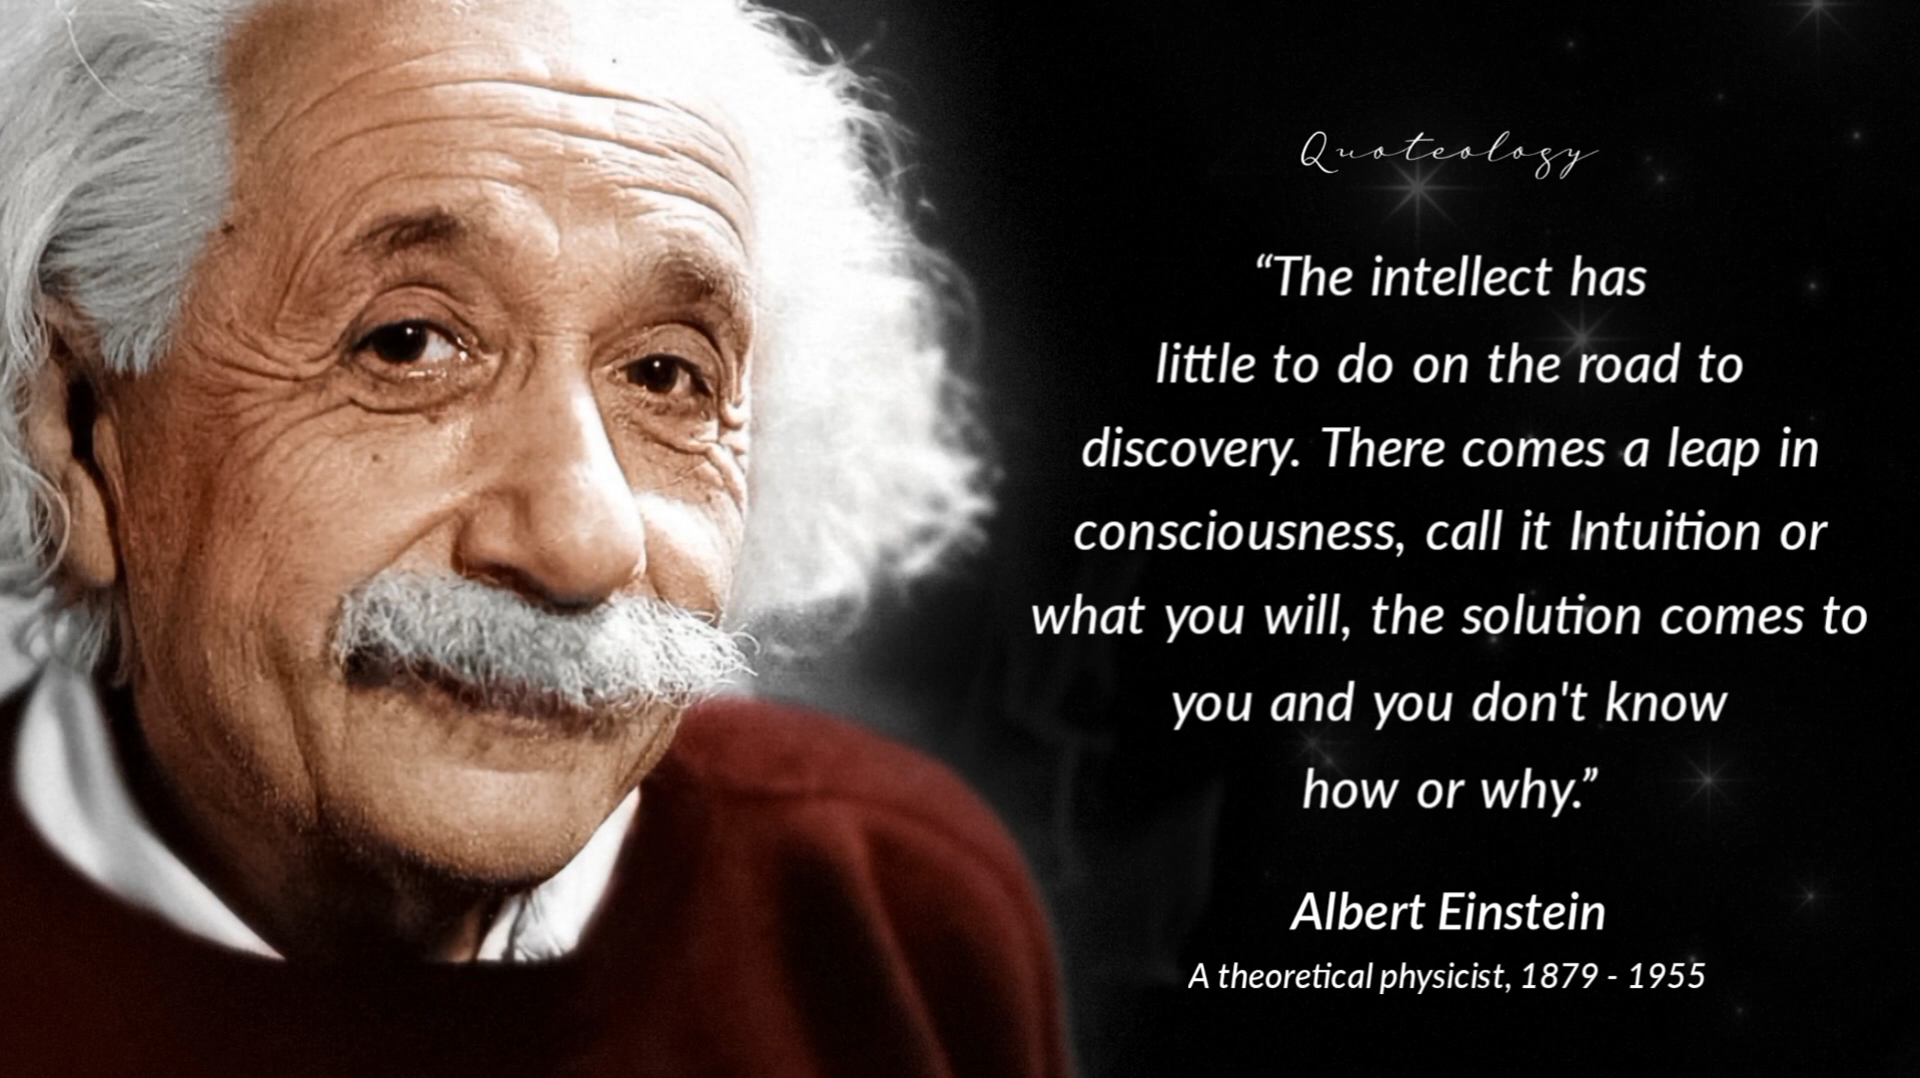 Quoteology
“The intellect has
little to do on the road to
discovery. There comes a leap in
consciousness, call it Intuition or
what you will, the solution comes to
you and you don't know
how or why.”
Albert Einstein
A theoretical physicist, 1879 - 1955